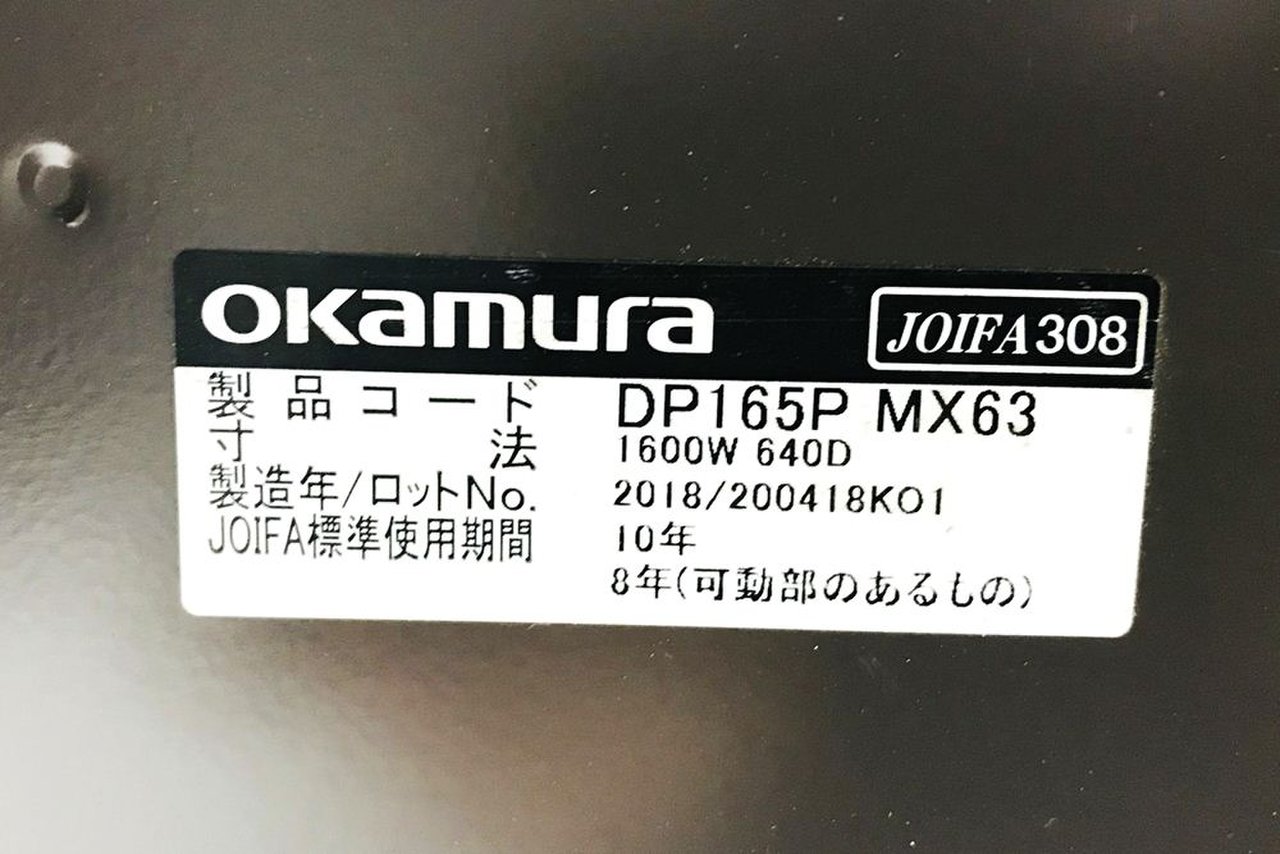 okamura JOIFA308
製品コード DP165P MX63
寸法 1600W 640D
製造年/ロットNo. 2018/200418K01
JOIFA標準使用期間 10年
8年(可動部のあるもの)